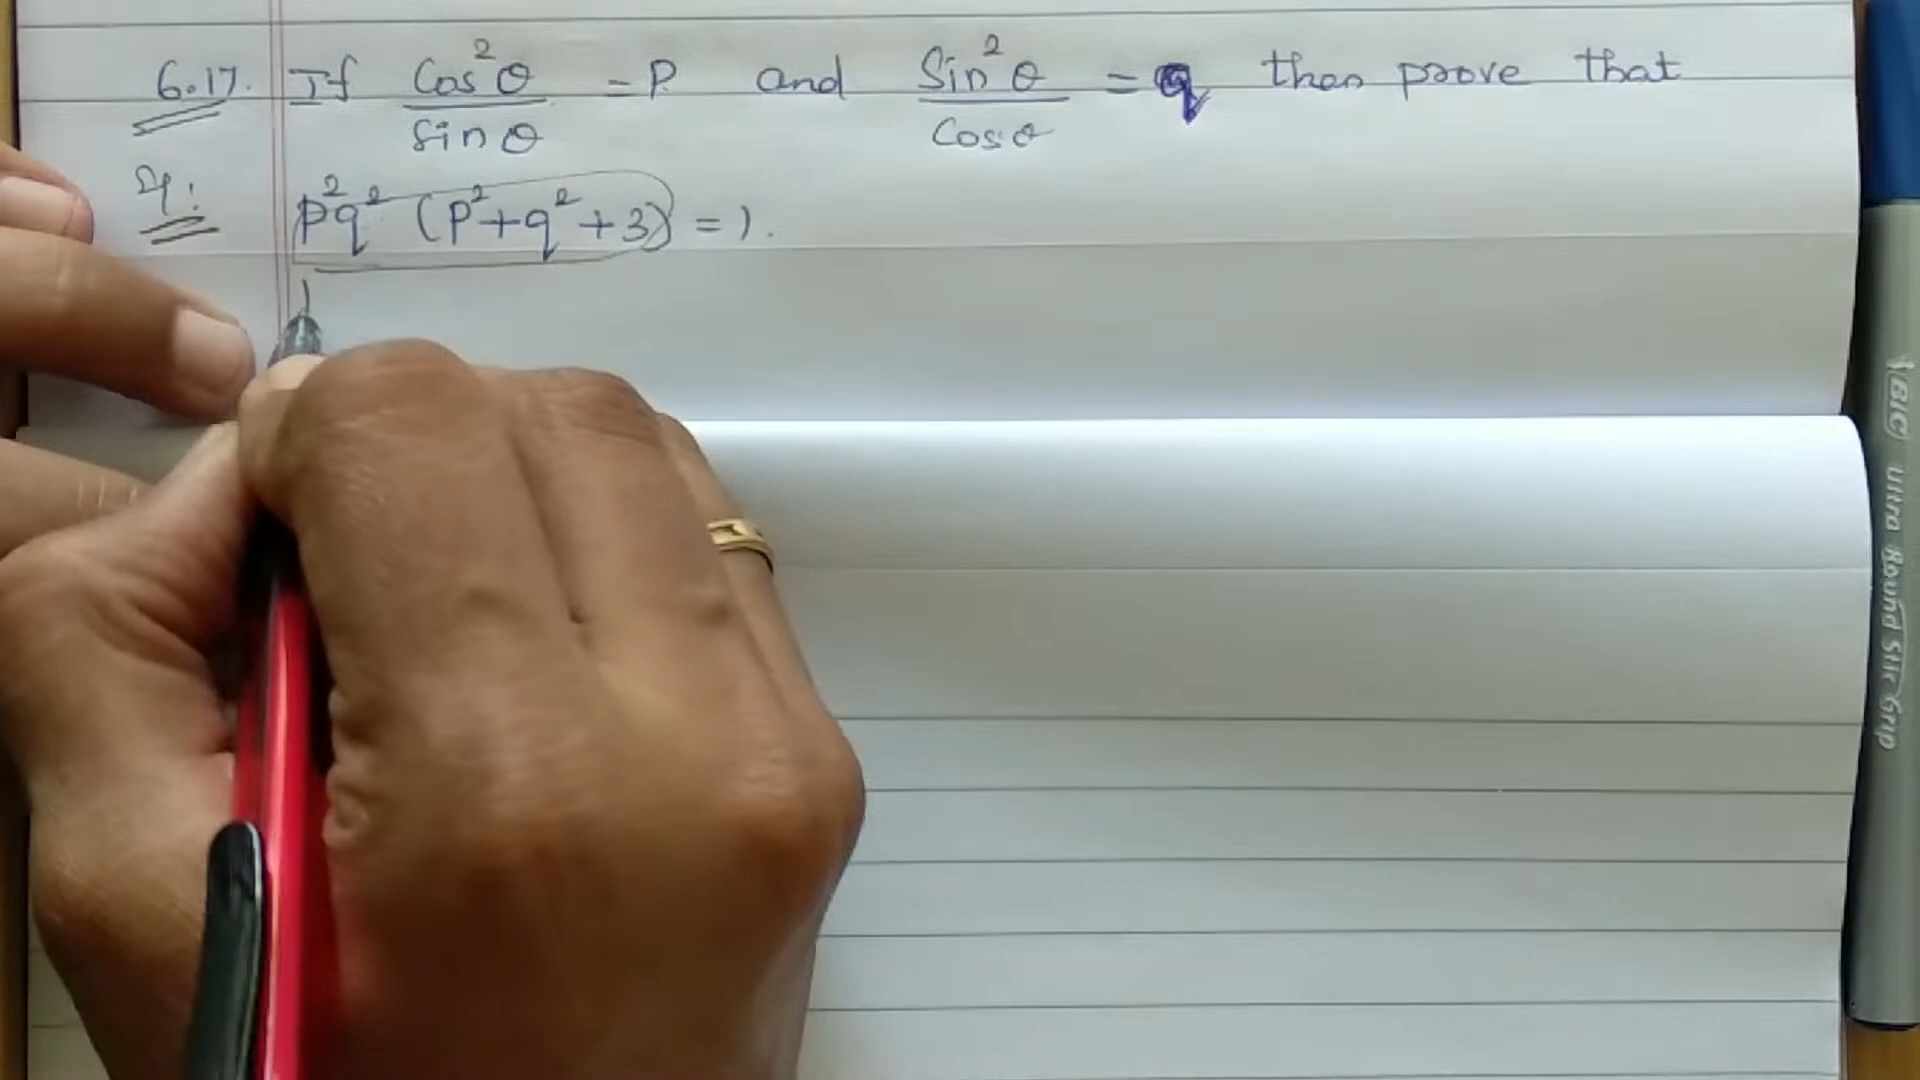 6.17. If Cos²θ/Sinθ = P and Sin²θ/Cosθ = q then prove that
P²q² (P²+q²+3) = 1.
BIC Ultra Round Stic Grip